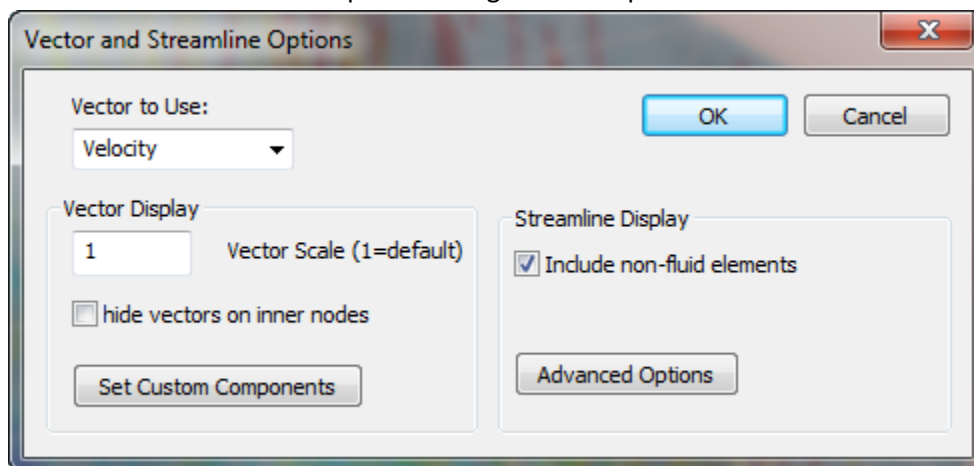 Vector and Streamline Options
Vector to Use:
OK
Cancel
Velocity
Vector Display
1
Vector Scale (1=default)
hide vectors on inner nodes
Set Custom Components
Streamline Display
Include non-fluid elements
Advanced Options